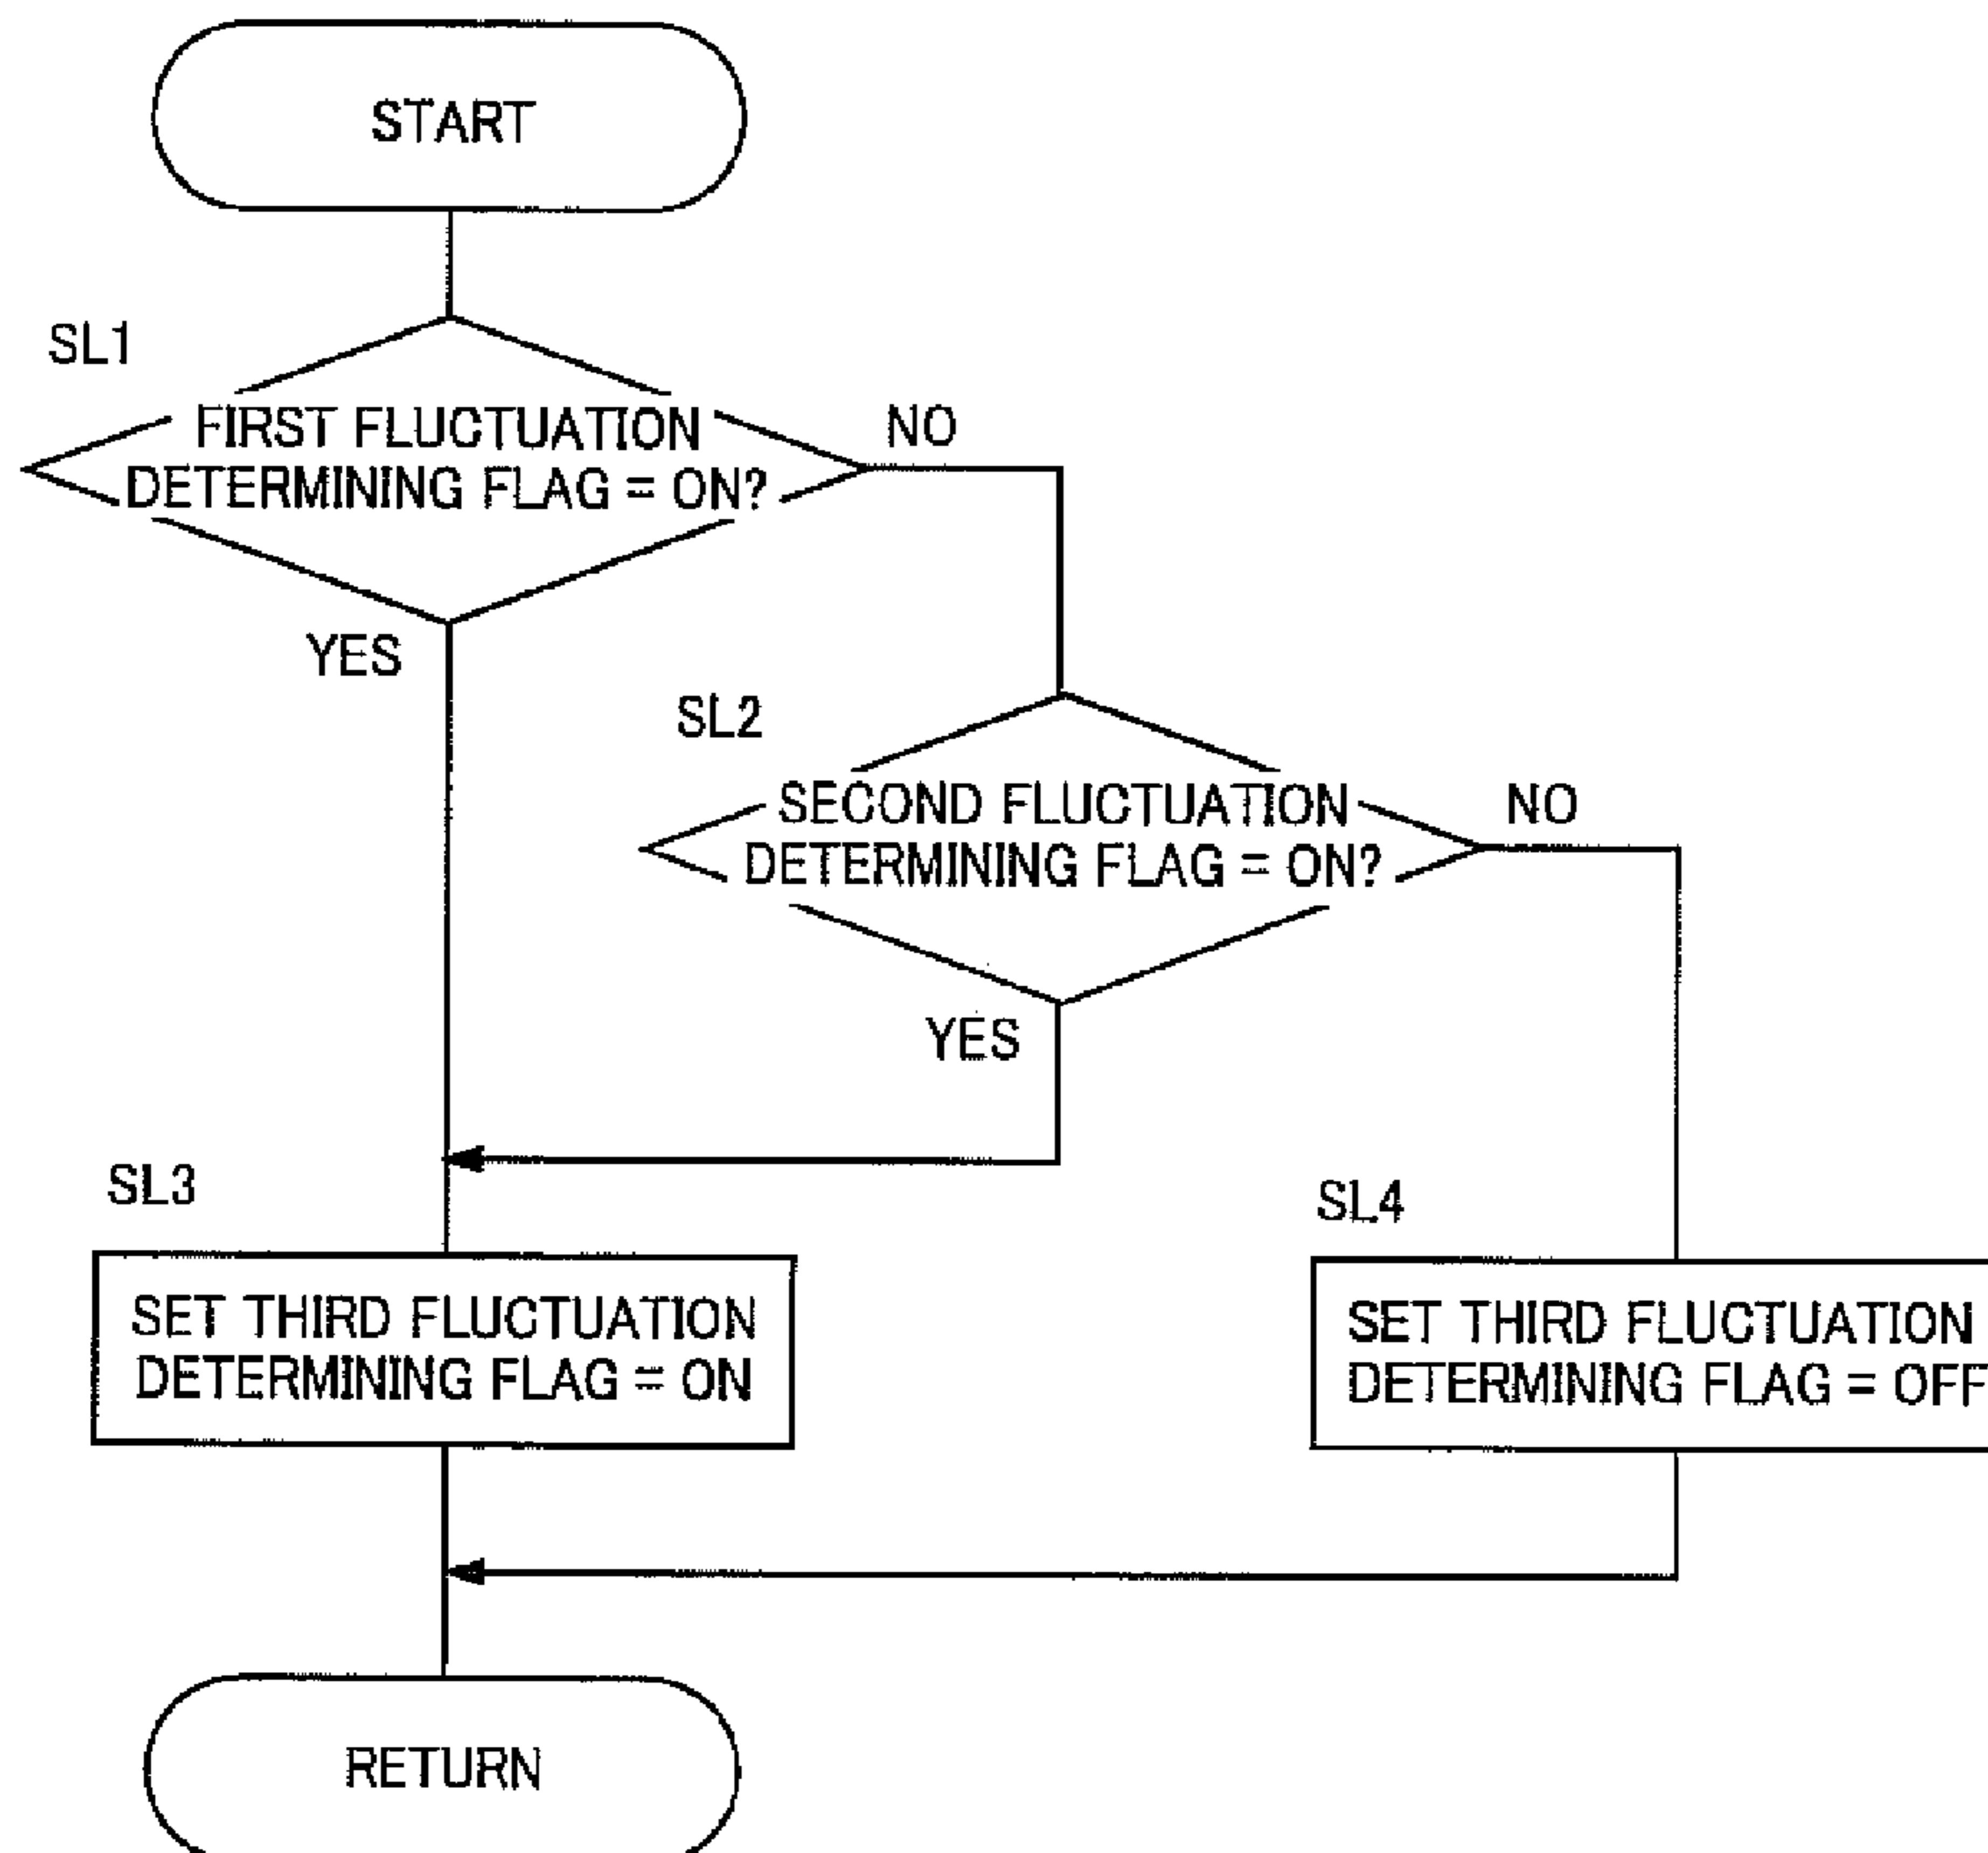 START
SL1
FIRST FLUCTUATION
DETERMINING FLAG = ON?
NO
YES
SL2
SECOND FLUCTUATION
DETERMINING FLAG = ON?
NO
YES
SL3
SET THIRD FLUCTUATION
DETERMINING FLAG = ON
SL4
SET THIRD FLUCTUATION
DETERMINING FLAG = OFF
RETURN